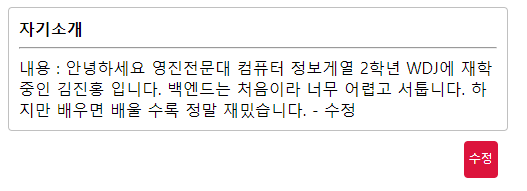 자기소개
내용 : 안녕하세요 영진전문대 컴퓨터 정보게열 2학년 WDJ에 재학
중인 김진홍 입니다. 백엔드는 처음이라 너무 어렵고 서툽니다. 하
지만 배우면 배울 수록 정말 재밌습니다. - 수정
수정